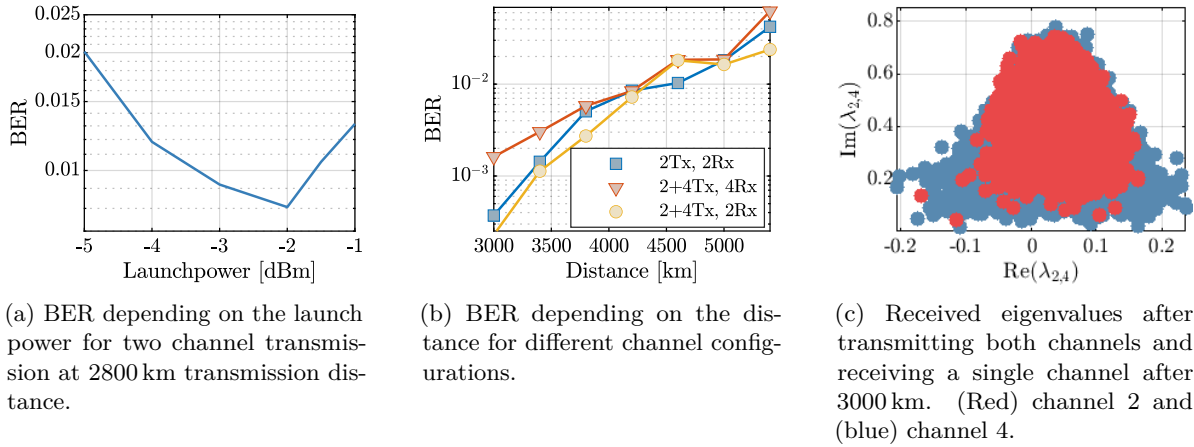 0.025
0.02
0.015
0.01
BER
-5 -4 -3 -2 -1
Launchpower [dBm]
(a) BER depending on the launch
power for two channel transmis-
sion at 2800 km transmission dis-
tance.
10⁻²
10⁻³
BER
2Tx, 2Rx
2+4Tx, 4Rx
2+4Tx, 2Rx
3000 3500 4000 4500 5000
Distance [km]
(b) BER depending on the dis-
tance for different channel config-
urations.
0.8
0.6
0.4
0.2
Im(λ₂,₄)
-0.2 -0.1 0 0.1 0.2
Re(λ₂,₄)
(c) Received eigenvalues after
transmitting both channels and
receiving a single channel after
3000 km. (Red) channel 2 and
(blue) channel 4.